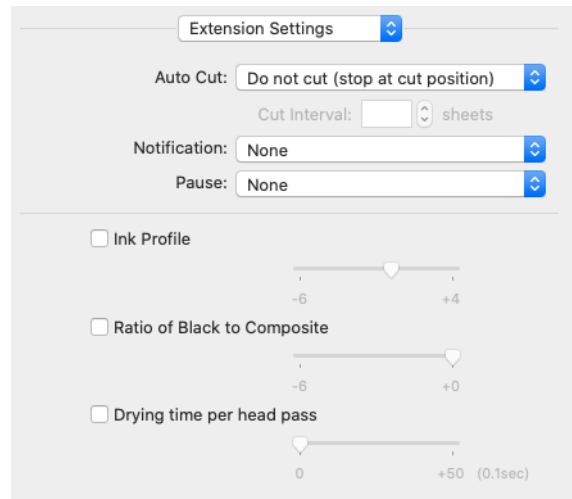 Extension Settings
Auto Cut: Do not cut (stop at cut position)
Cut Interval: sheets
Notification: None
Pause: None
Ink Profile
-6 +4
Ratio of Black to Composite
-6 +0
Drying time per head pass
0 +50 (0.1sec)